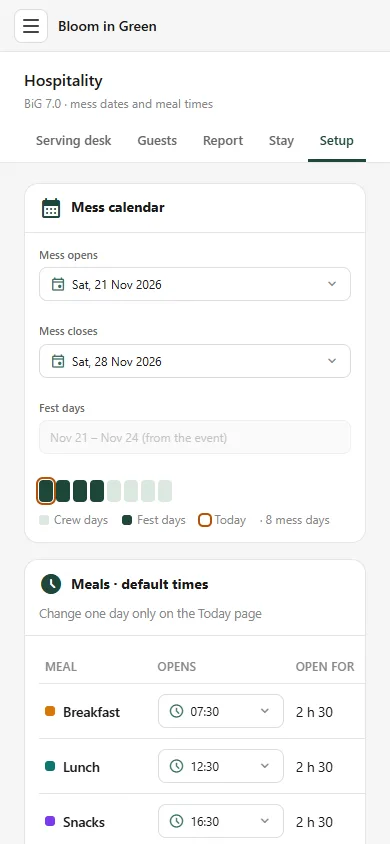 Bloom in Green
Hospitality
BiG 7.0 · mess dates and meal times
Serving desk Guests Report Stay Setup
Mess calendar
Mess opens
Sat, 21 Nov 2026
Mess closes
Sat, 28 Nov 2026
Fest days
Nov 21 – Nov 24 (from the event)
Crew days Fest days Today · 8 mess days
Meals · default times
Change one day only on the Today page
MEAL OPENS OPEN FOR
Breakfast 07:30 2 h 30
Lunch 12:30 2 h 30
Snacks 16:30 2 h 30